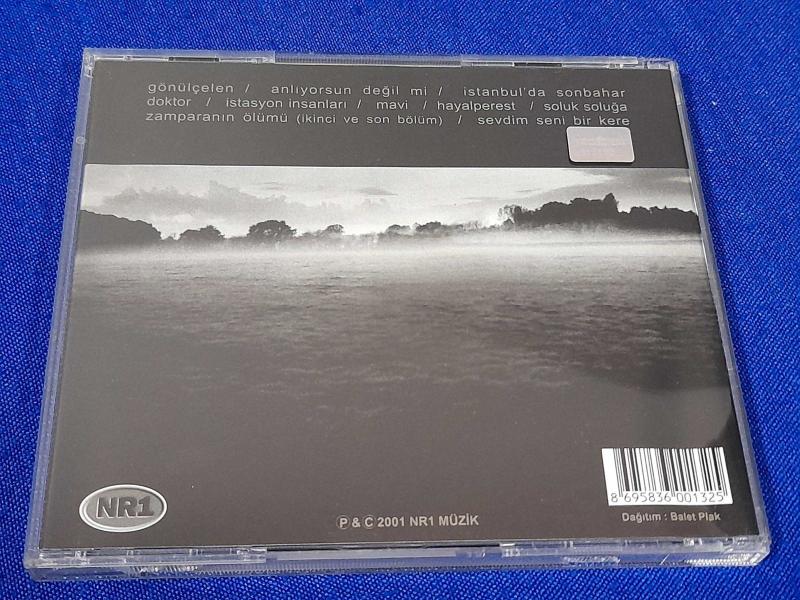 gönülçelen / anlıyorsun değil mi / istanbul'da sonbahar
doktor / istasyon insanları / mavi / hayalperest / soluk soluğa
zamparanın ölümü (ikinci ve son bölüm) / sevdim seni bir kere
8 695836 001325
NR1
Ⓟ & Ⓒ 2001 NR1 MÜZİK
Dağıtım : Balet Plak